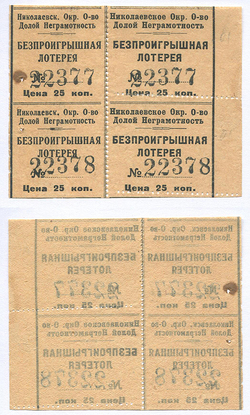 Николаевск. Окр. О-во
Долой Неграмотность
БЕЗПРОИГРЫШНАЯ
ЛОТЕРЕЯ
№ 22377
Цена 25 коп.
Николаевское Окр. О-во
Долой Неграмотность
БЕЗПРОИГРЫШНАЯ
ЛОТЕРЕЯ
№ 22377
Цена 25 коп.
Николаевск. Окр. О-во
Долой Неграмотность
БЕЗПРОИГРЫШНАЯ
ЛОТЕРЕЯ
№ 22378
Цена 25 коп.
Николаевское Окр. О-во
Долой Неграмотность
БЕЗПРОИГРЫШНАЯ
ЛОТЕРЕЯ
№ 22378
Цена 25 коп.